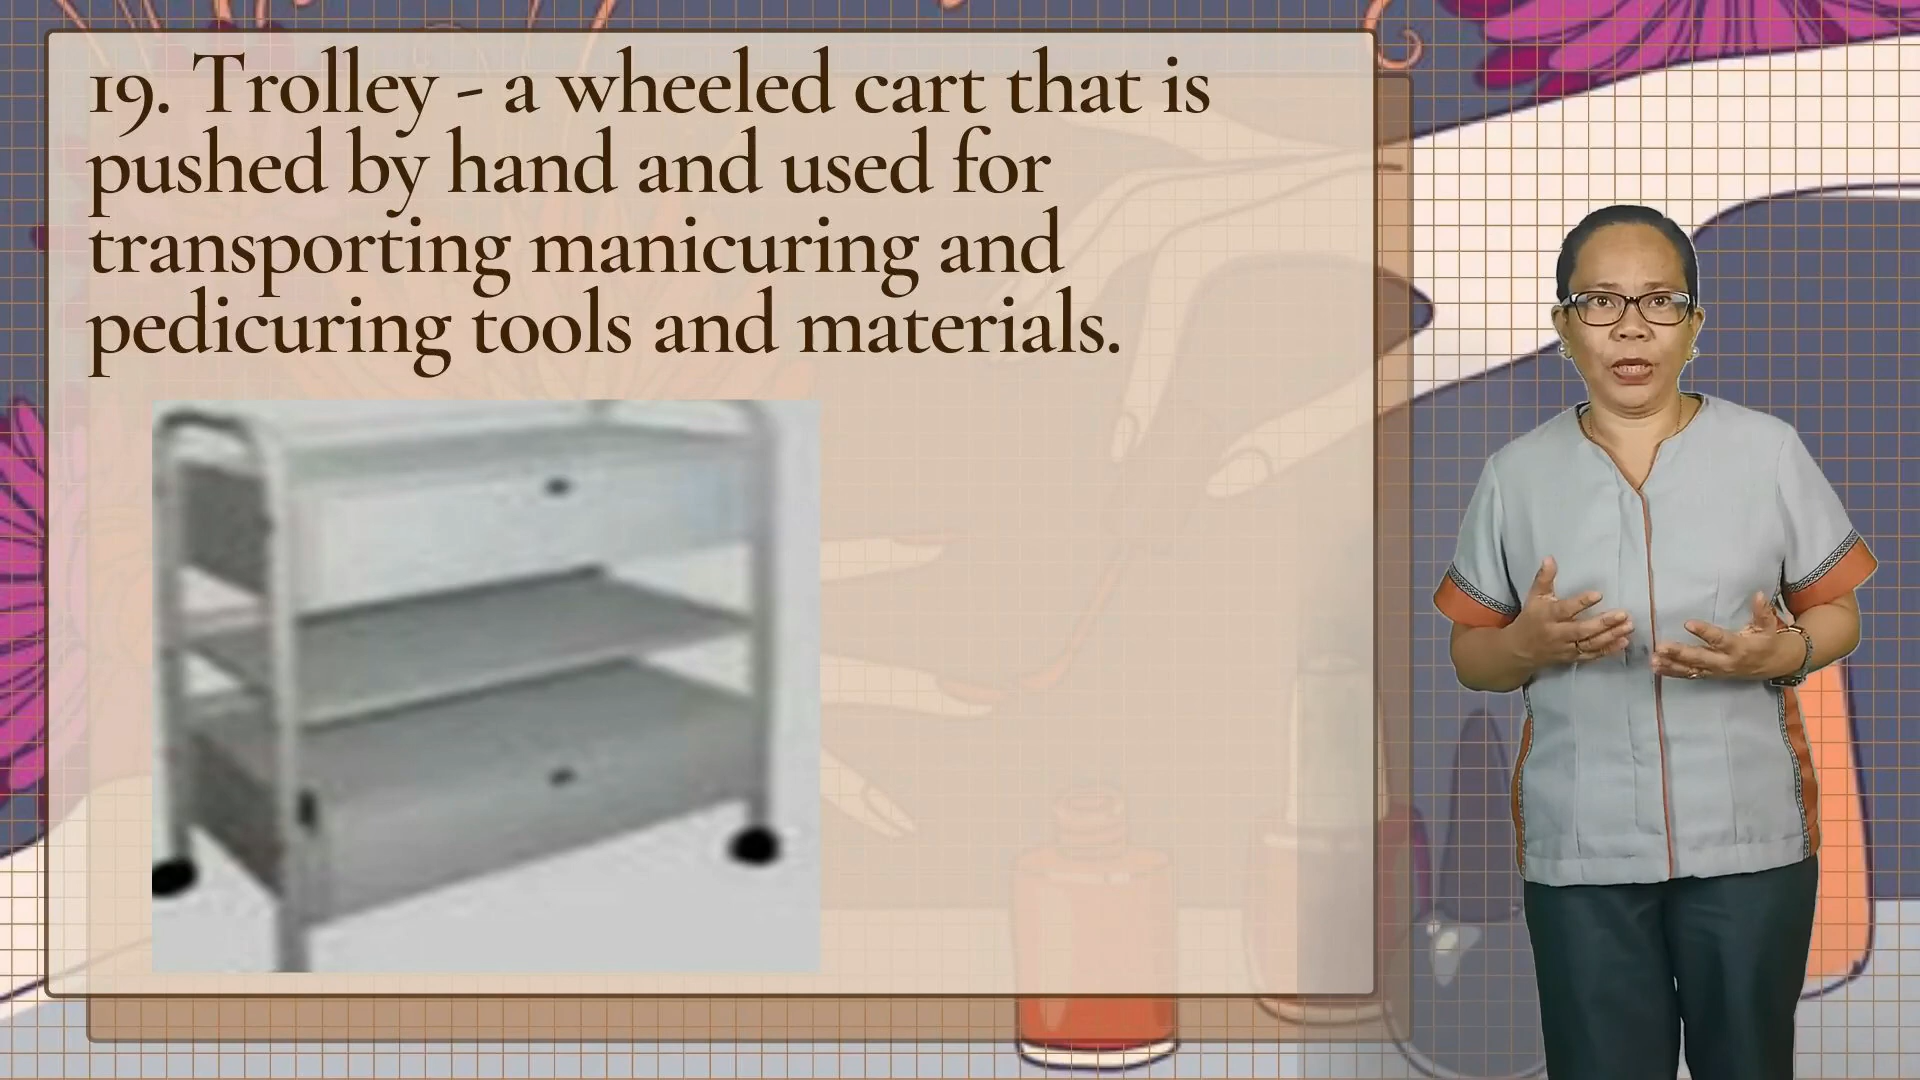 19. Trolley - a wheeled cart that is
pushed by hand and used for
transporting manicuring and
pedicuring tools and materials.